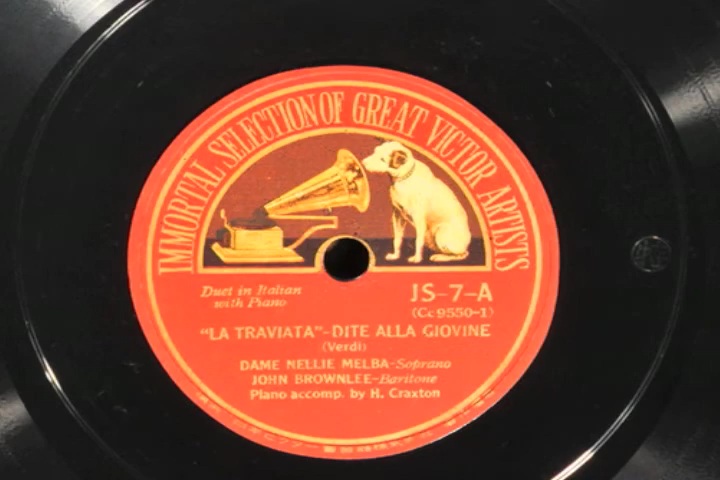 IMMORTAL SELECTION OF GREAT VICTOR ARTISTS
Duet in Italian
with Piano
JS-7-A
(Cc9550-1)
"LA TRAVIATA"-DITE ALLA GIOVINE
(Verdi)
DAME NELLIE MELBA-Soprano
JOHN BROWNLEE-Baritone
Piano accomp. by H. Craxton